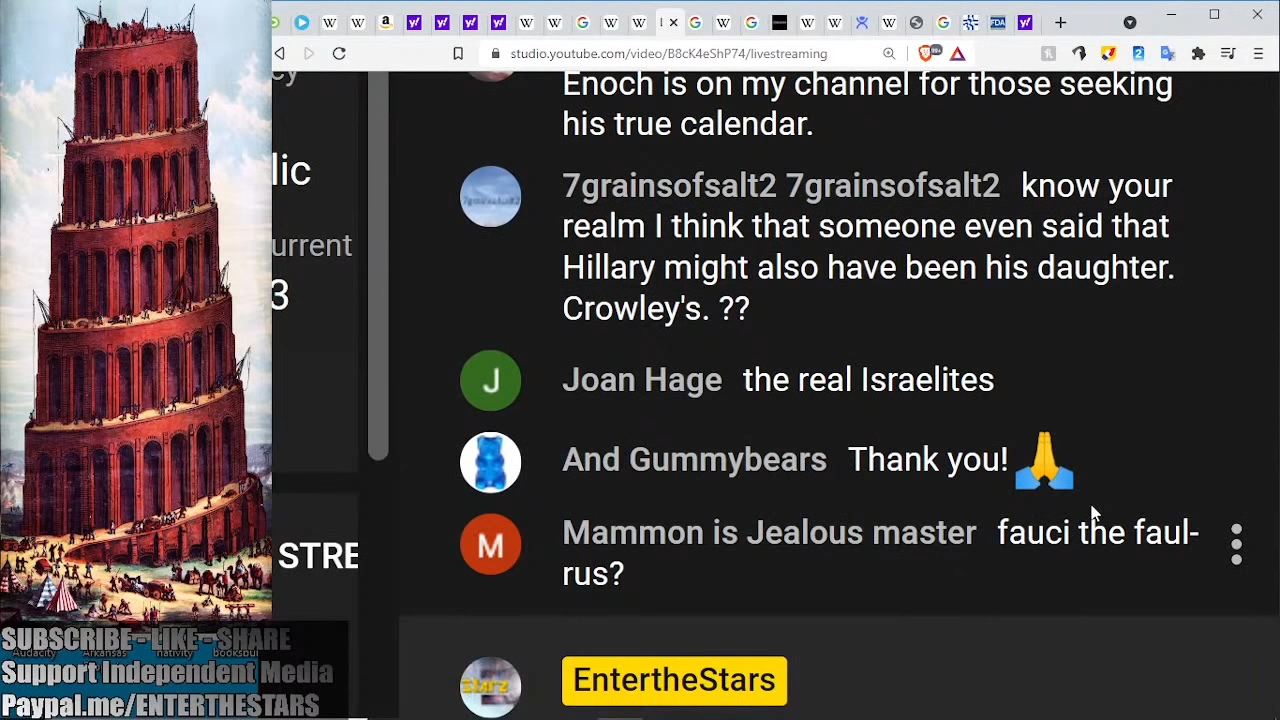 studio.youtube.com/video/B8cK4eShP74/livestreaming
Enoch is on my channel for those seeking
his true calendar.
lic
urrent
3
7grainsofsalt2 7grainsofsalt2 know your
realm I think that someone even said that
Hillary might also have been his daughter.
Crowley's. ??
Joan Hage the real Israelites
And Gummybears Thank you! 🙏
Mammon is Jealous master fauci the faul-
rus?
STRE
EntertheStars
SUBSCRIBE - LIKE - SHARE
Audacity Arkansas nativity
Support Independent Media
Paypal.me/ENTERTHESTARS